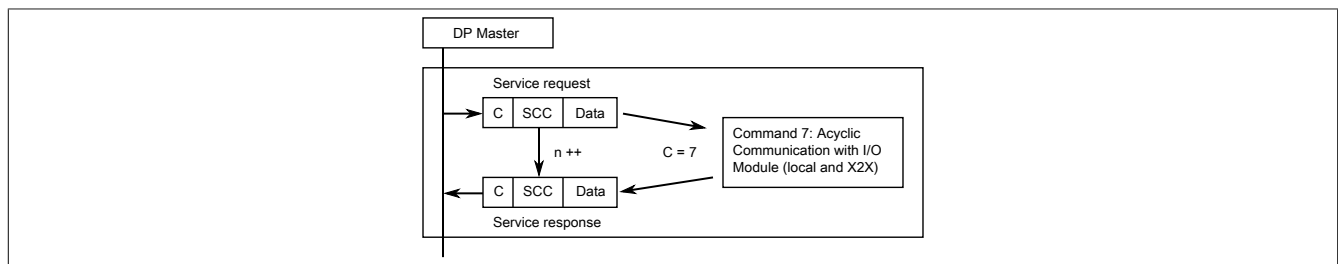 DP Master
Service request
C SCC Data
n ++
C = 7
Command 7: Acyclic
Communication with I/O
Module (local and X2X)
C SCC Data
Service response